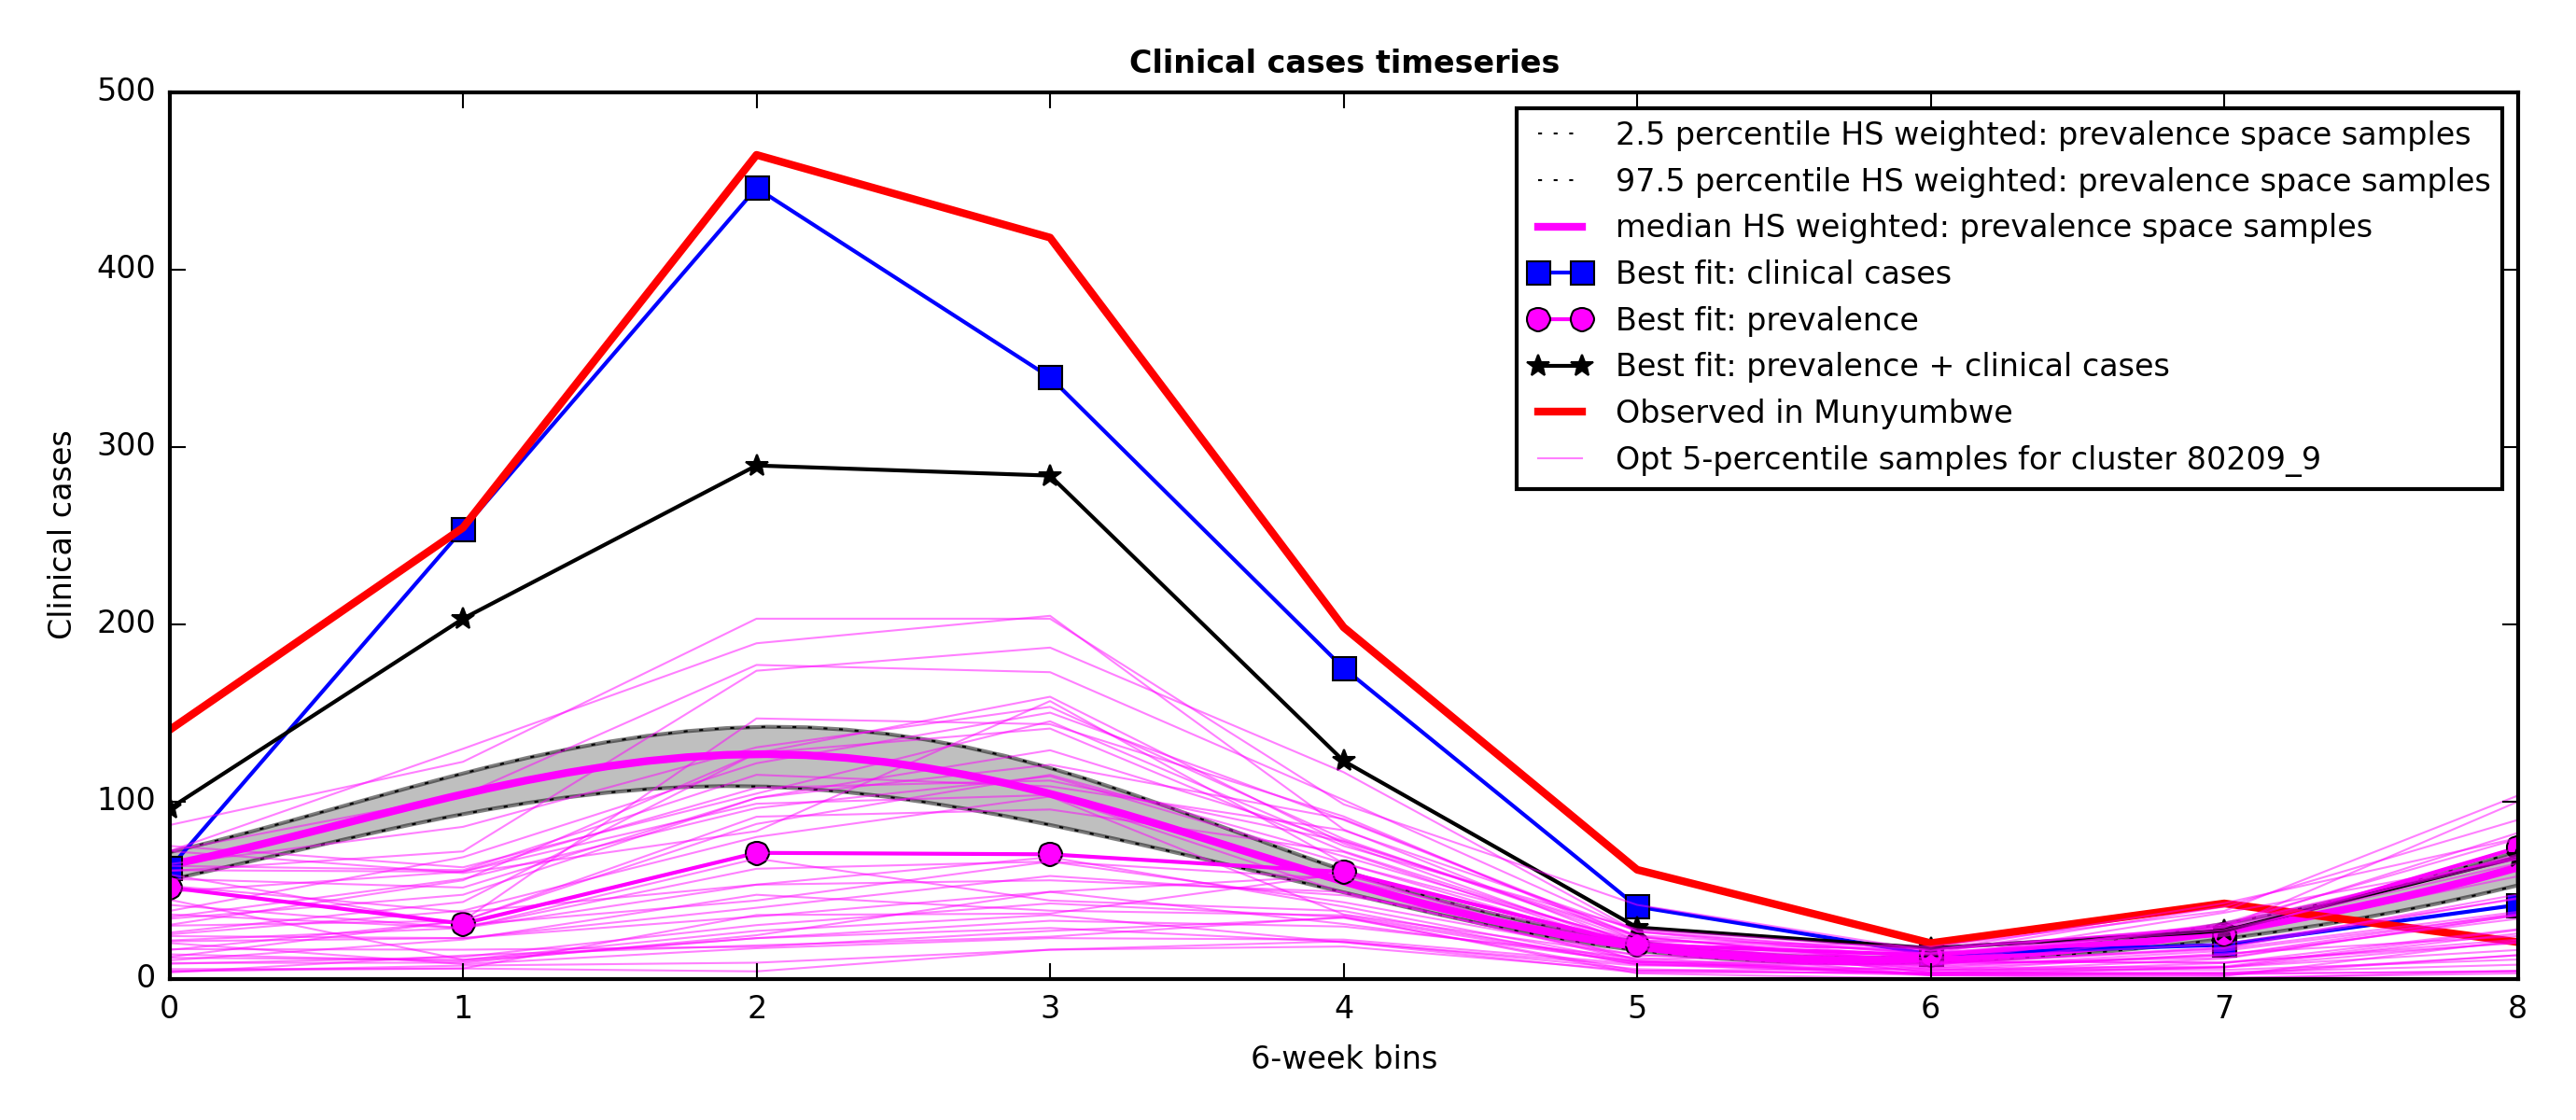 Clinical cases timeseries
500
400
300
200
100
0
Clinical cases
2.5 percentile HS weighted: prevalence space samples
97.5 percentile HS weighted: prevalence space samples
median HS weighted: prevalence space samples
Best fit: clinical cases
Best fit: prevalence
Best fit: prevalence + clinical cases
Observed in Munyumbwe
Opt 5-percentile samples for cluster 80209_9
0 1 2 3 4 5 6 7 8
6-week bins